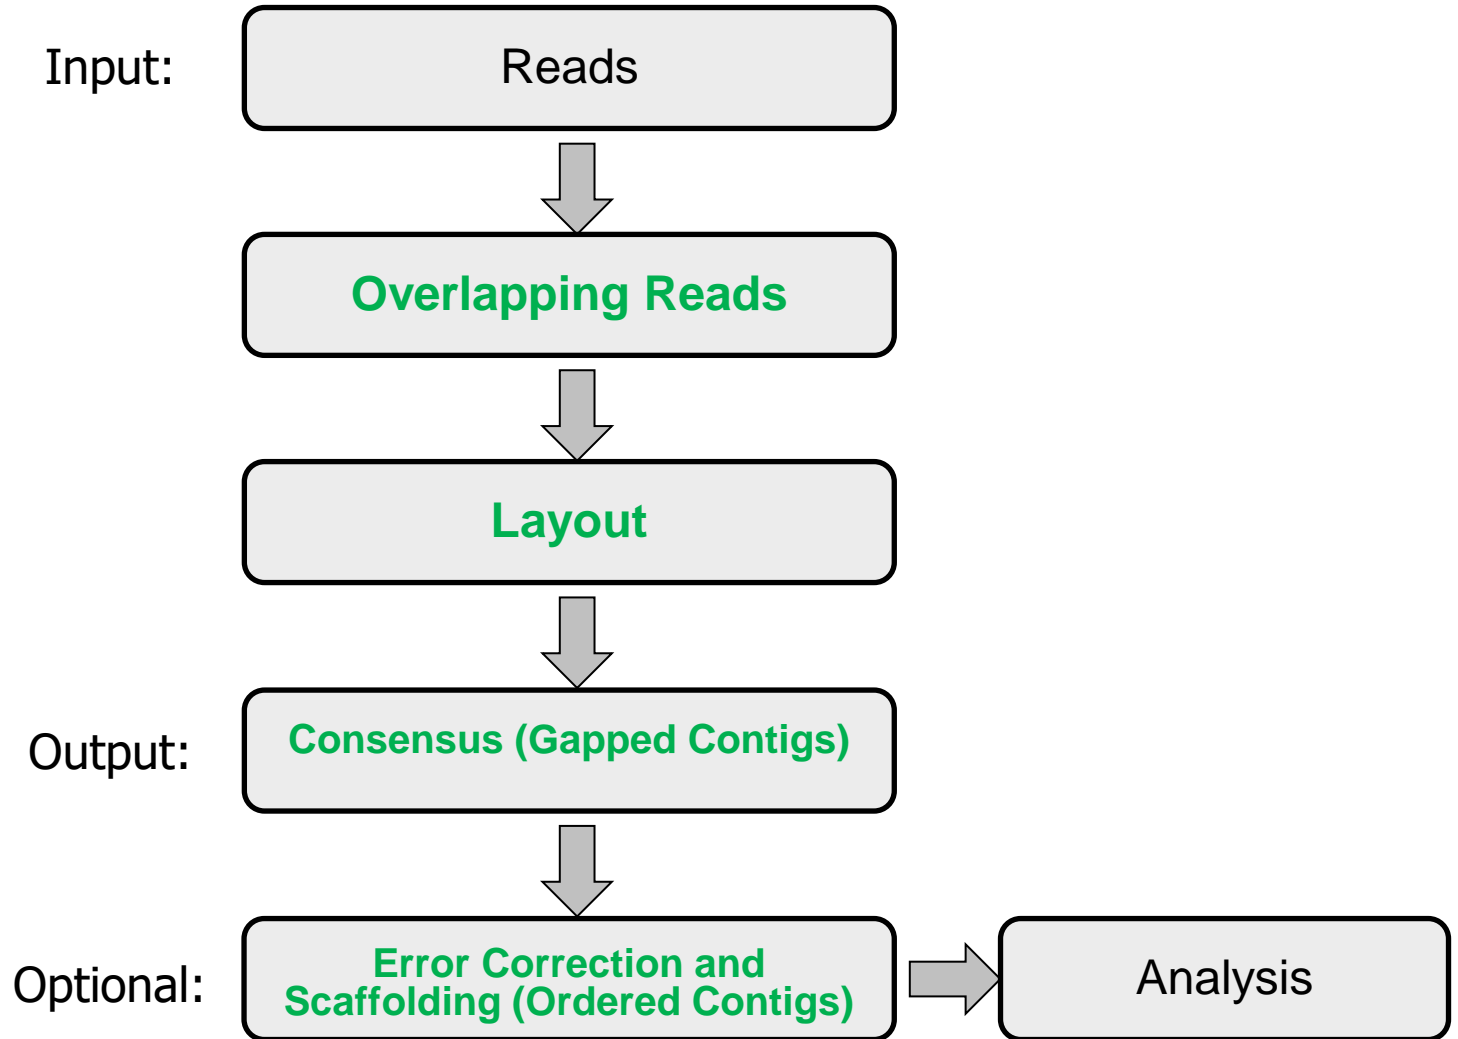 Input:
Reads
Overlapping Reads
Layout
Output:
Consensus (Gapped Contigs)
Optional:
Error Correction and
Scaffolding (Ordered Contigs)
Analysis